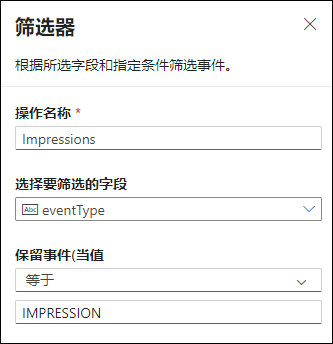 筛选器
根据所选字段和指定条件筛选事件。
操作名称 *
Impressions
选择要筛选的字段
Abc eventType
保留事件(当值
等于
IMPRESSION